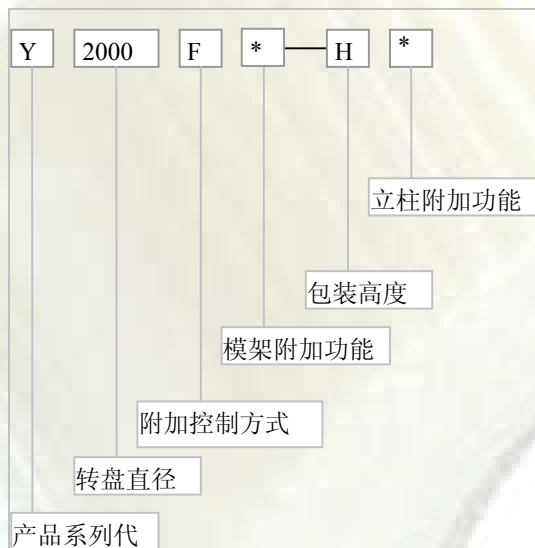 Y 2000 F * H *
立柱附加功能
包装高度
模架附加功能
附加控制方式
转盘直径
产品系列代